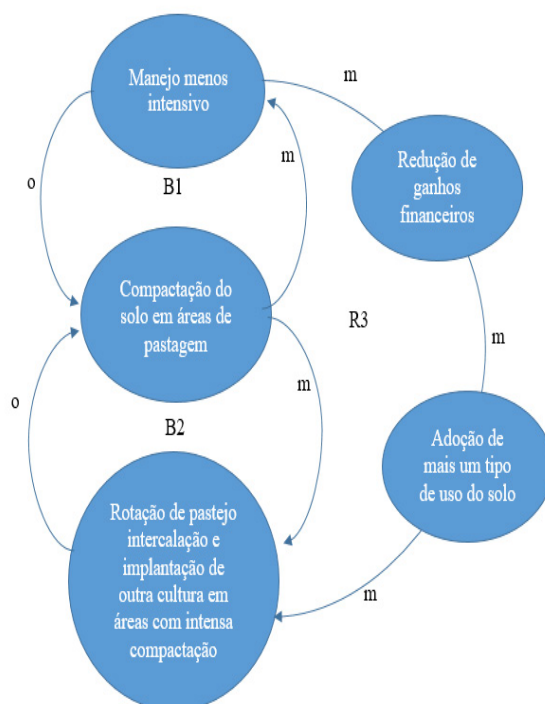 Manejo menos
intensivo
m
Redução de
ganhos
financeiros
o
B1
m
Compactação do
solo em áreas de
pastagem
R3
m
m
o
B2
Adoção de
mais um tipo
de uso do solo
Rotação de pastejo
intercalação e
implantação de
outra cultura em
áreas com intensa
compactação
m